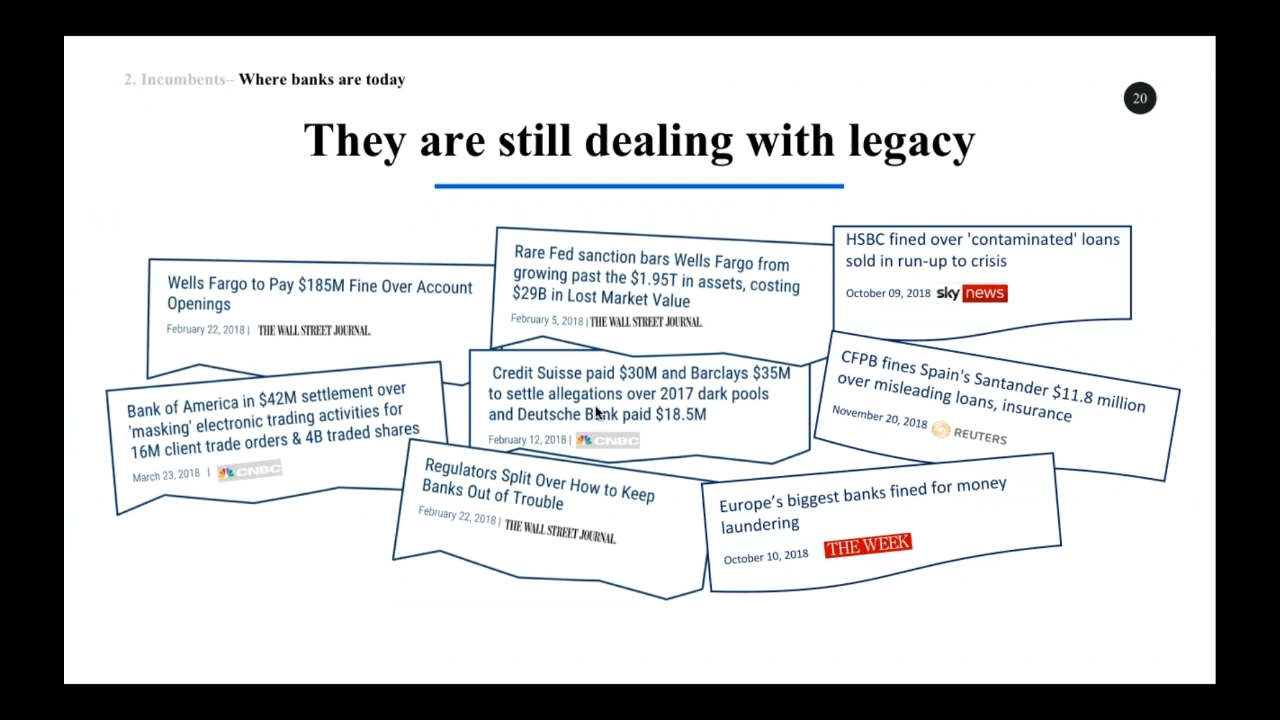 2. Incumbents– Where banks are today
20
They are still dealing with legacy
Wells Fargo to Pay $185M Fine Over Account
Openings
February 22, 2018 | THE WALL STREET JOURNAL.
Rare Fed sanction bars Wells Fargo from
growing past the $1.95T in assets, costing
$29B in Lost Market Value
February 5, 2018 | THE WALL STREET JOURNAL.
HSBC fined over 'contaminated' loans
sold in run-up to crisis
October 09, 2018 sky news
Bank of America in $42M settlement over
'masking' electronic trading activities for
16M client trade orders & 4B traded shares
March 23, 2018 | CNBC
Credit Suisse paid $30M and Barclays $35M
to settle allegations over 2017 dark pools
and Deutsche Bank paid $18.5M
February 12, 2018 | CNBC
CFPB fines Spain's Santander $11.8 million
over misleading loans, insurance
November 20, 2018 REUTERS
Regulators Split Over How to Keep
Banks Out of Trouble
February 22, 2018 | THE WALL STREET JOURNAL.
Europe’s biggest banks fined for money
laundering
October 10, 2018 THE WEEK